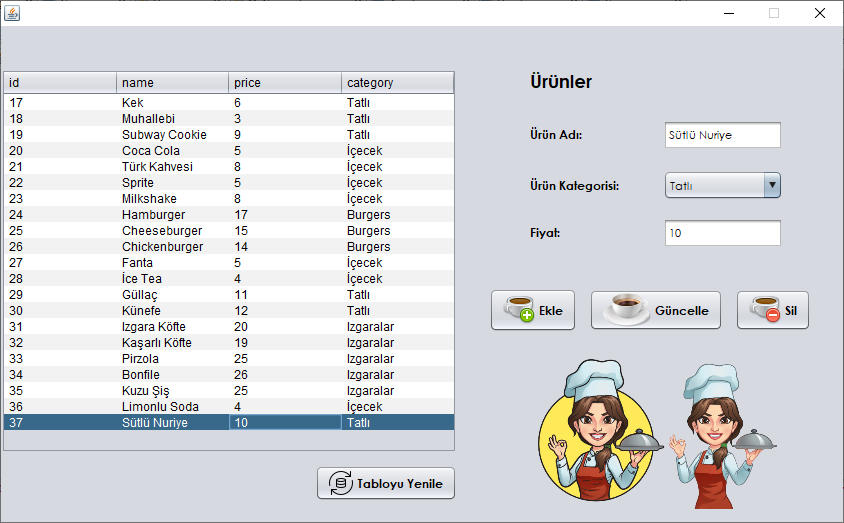 id name price category
17 Kek 6 Tatlı
18 Muhallebi 3 Tatlı
19 Subway Cookie 9 Tatlı
20 Coca Cola 5 İçecek
21 Türk Kahvesi 8 İçecek
22 Sprite 5 İçecek
23 Milkshake 8 İçecek
24 Hamburger 17 Burgers
25 Cheeseburger 15 Burgers
26 Chickenburger 14 Burgers
27 Fanta 5 İçecek
28 İce Tea 4 İçecek
29 Güllaç 11 Tatlı
30 Künefe 12 Tatlı
31 Izgara Köfte 20 Izgaralar
32 Kaşarlı Köfte 19 Izgaralar
33 Pirzola 25 Izgaralar
34 Bonfile 26 Izgaralar
35 Kuzu Şiş 25 Izgaralar
36 Limonlu Soda 4 İçecek
37 Sütlü Nuriye 10 Tatlı
Tabloyu Yenile
Ürünler
Ürün Adı: Sütlü Nuriye
Ürün Kategorisi: Tatlı
Fiyat: 10
Ekle Güncelle Sil